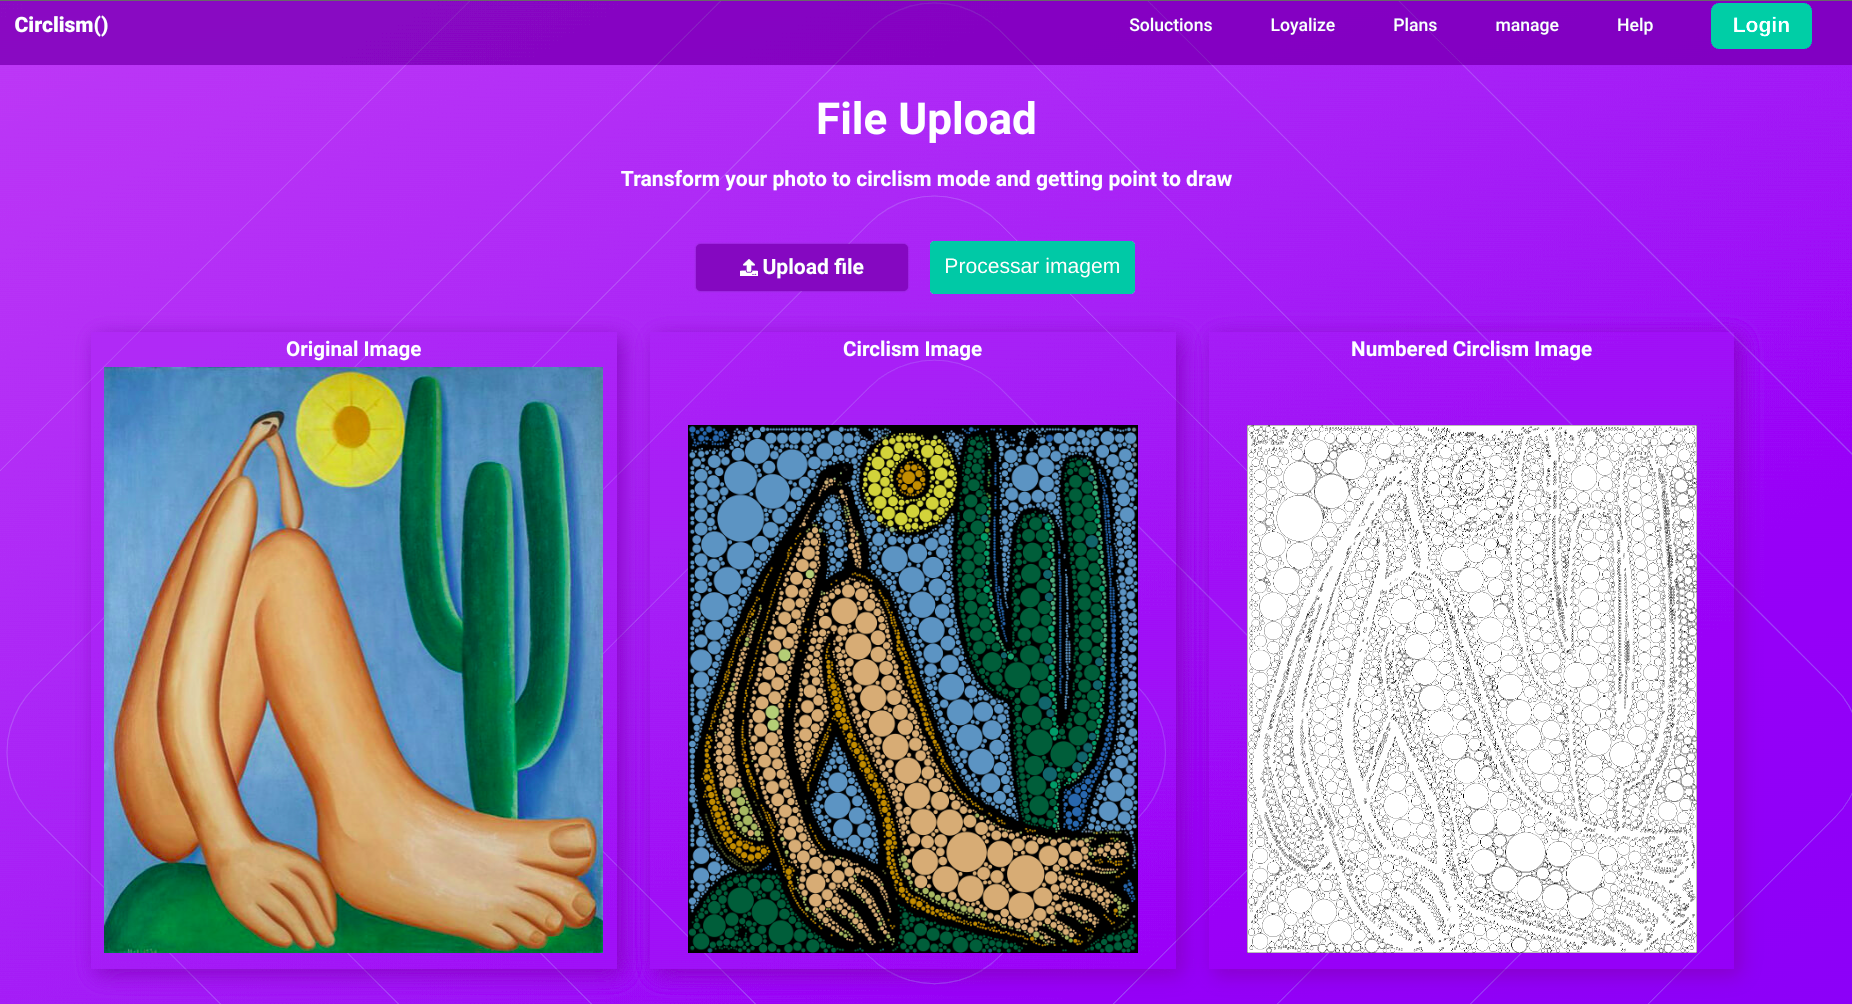 Circlism()
Soluctions
Loyalize
Plans
manage
Help
Login
File Upload
Transform your photo to circlism mode and getting point to draw
Upload file
Processar imagem
Original Image
Circlism Image
Numbered Circlism Image